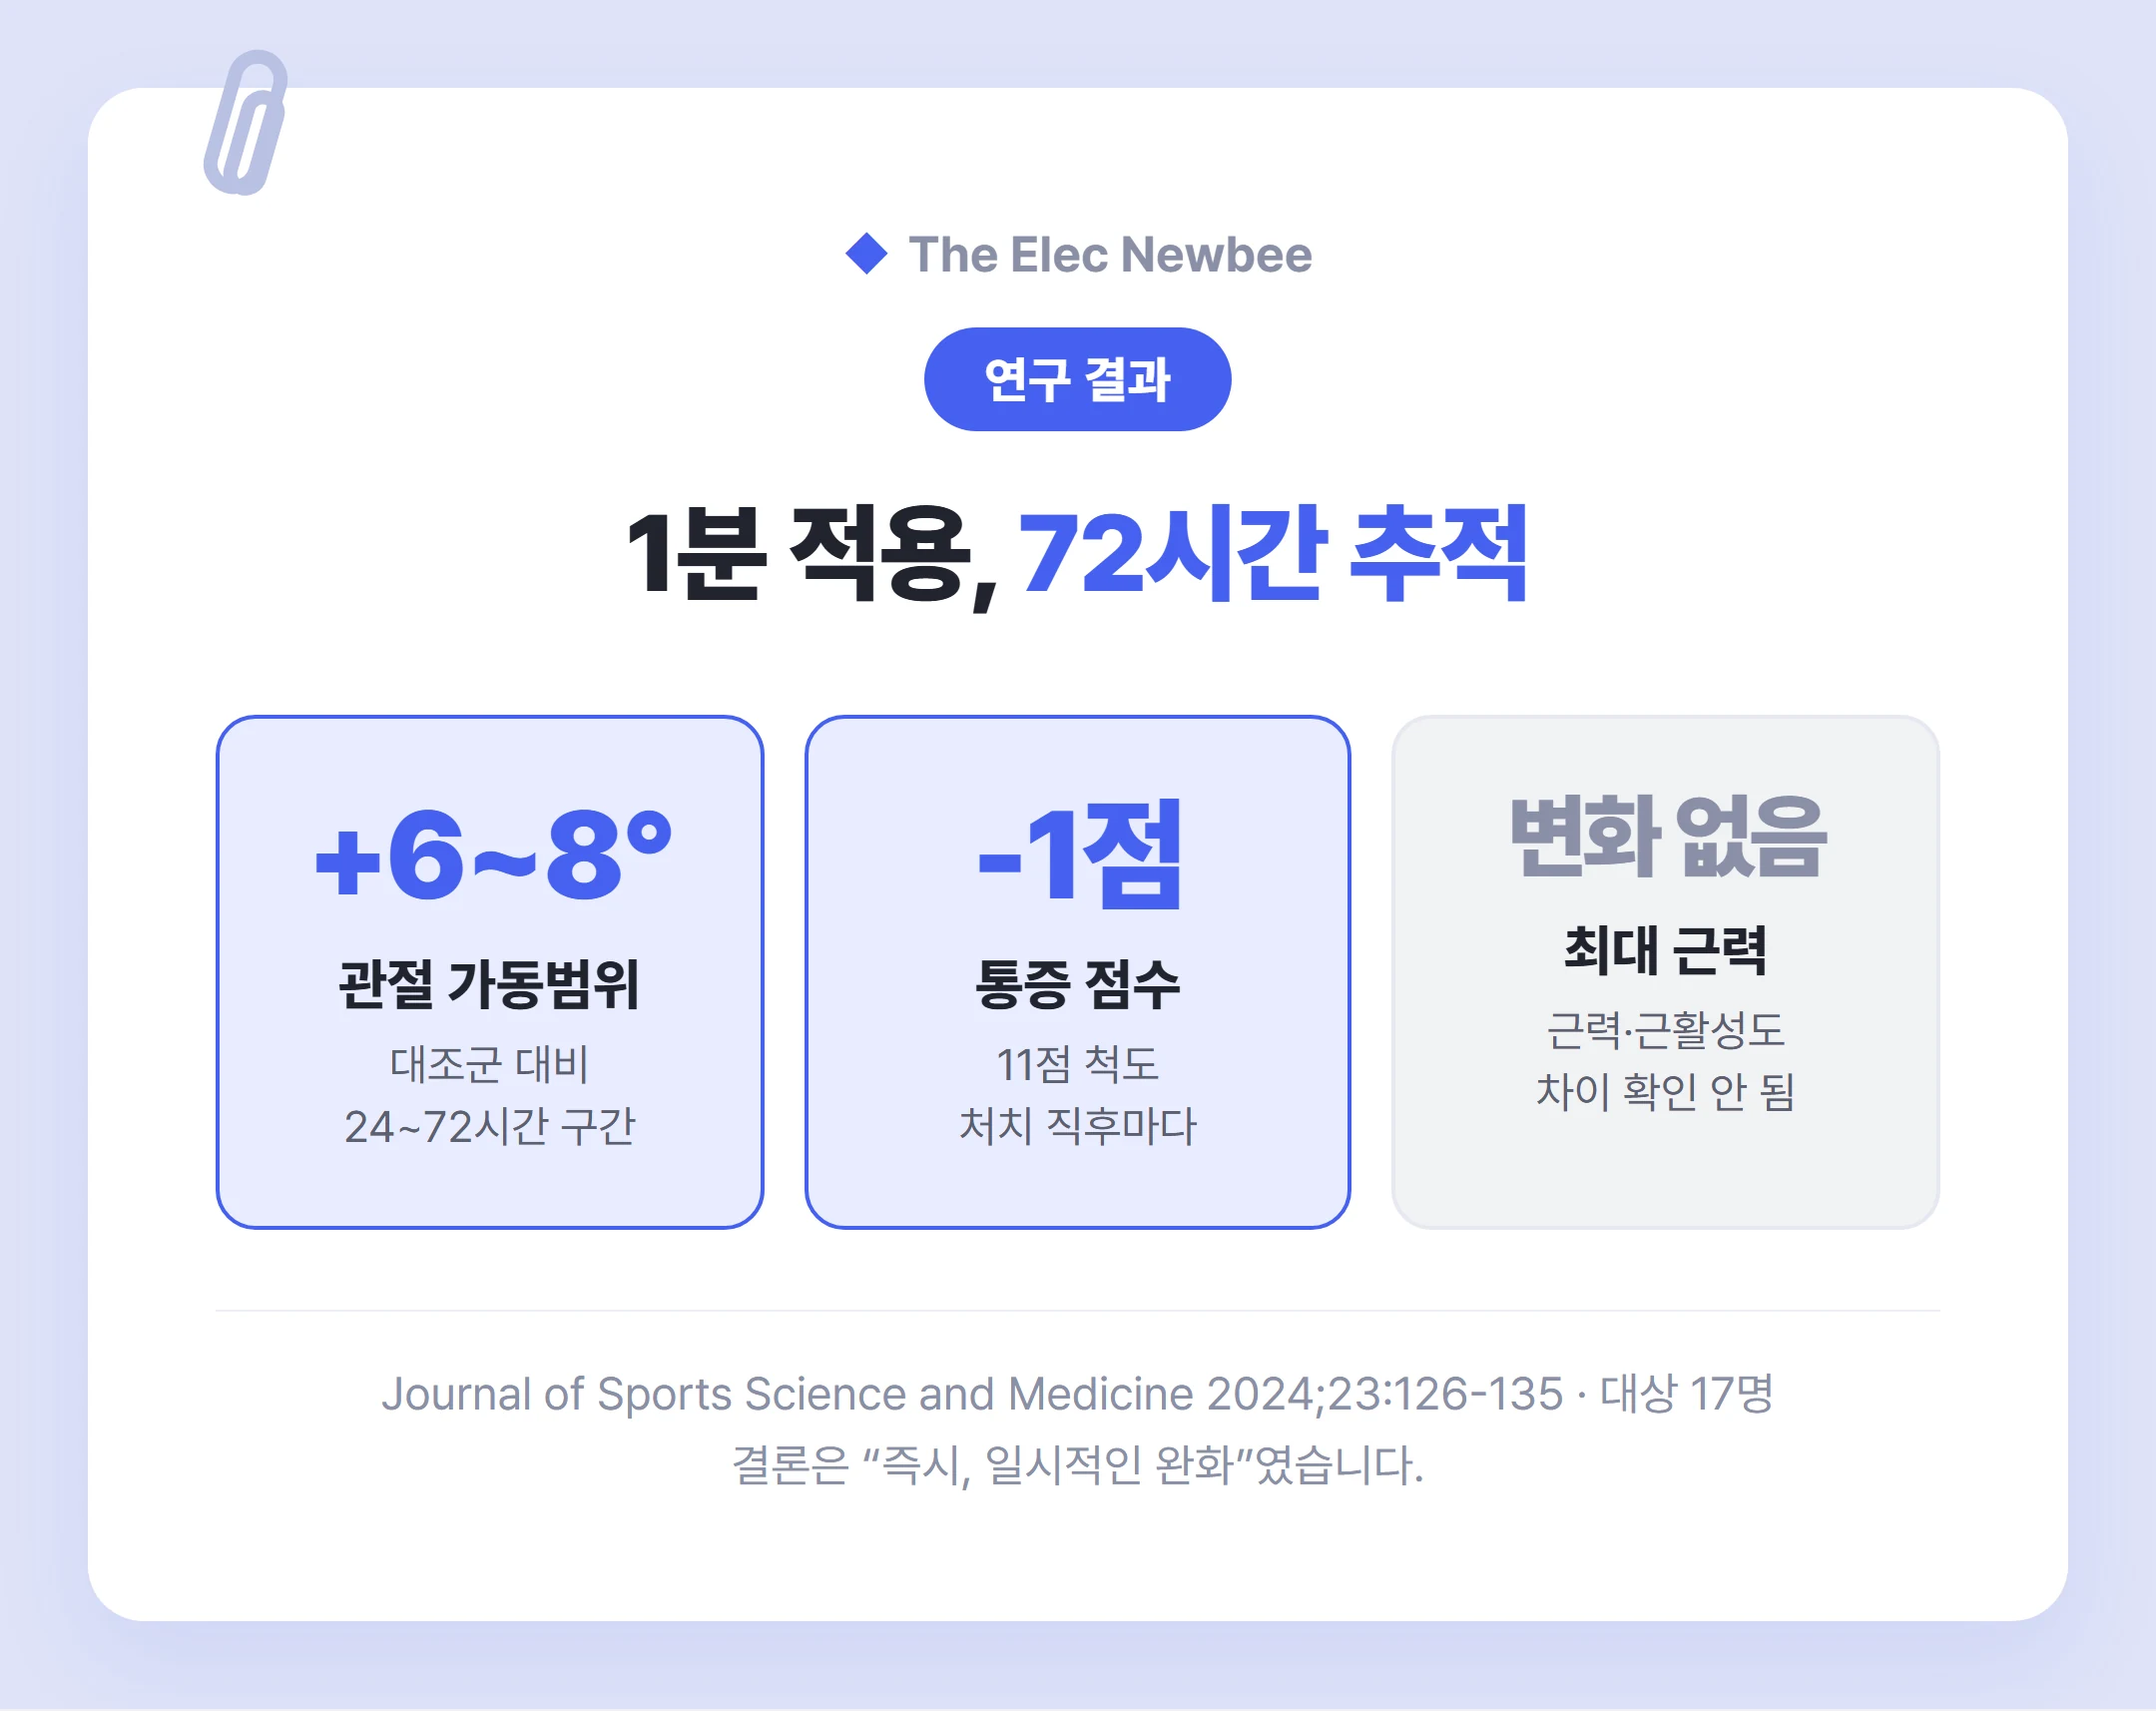 The Elec Newbee
연구 결과
1분 적용, 72시간 추적
+6~8°
관절 가동범위
대조군 대비
24~72시간 구간
-1점
통증 점수
11점 척도
처치 직후마다
변화 없음
최대 근력
근력·근활성도
차이 확인 안 됨
Journal of Sports Science and Medicine 2024;23:126-135 · 대상 17명
결론은 “즉시, 일시적인 완화”였습니다.